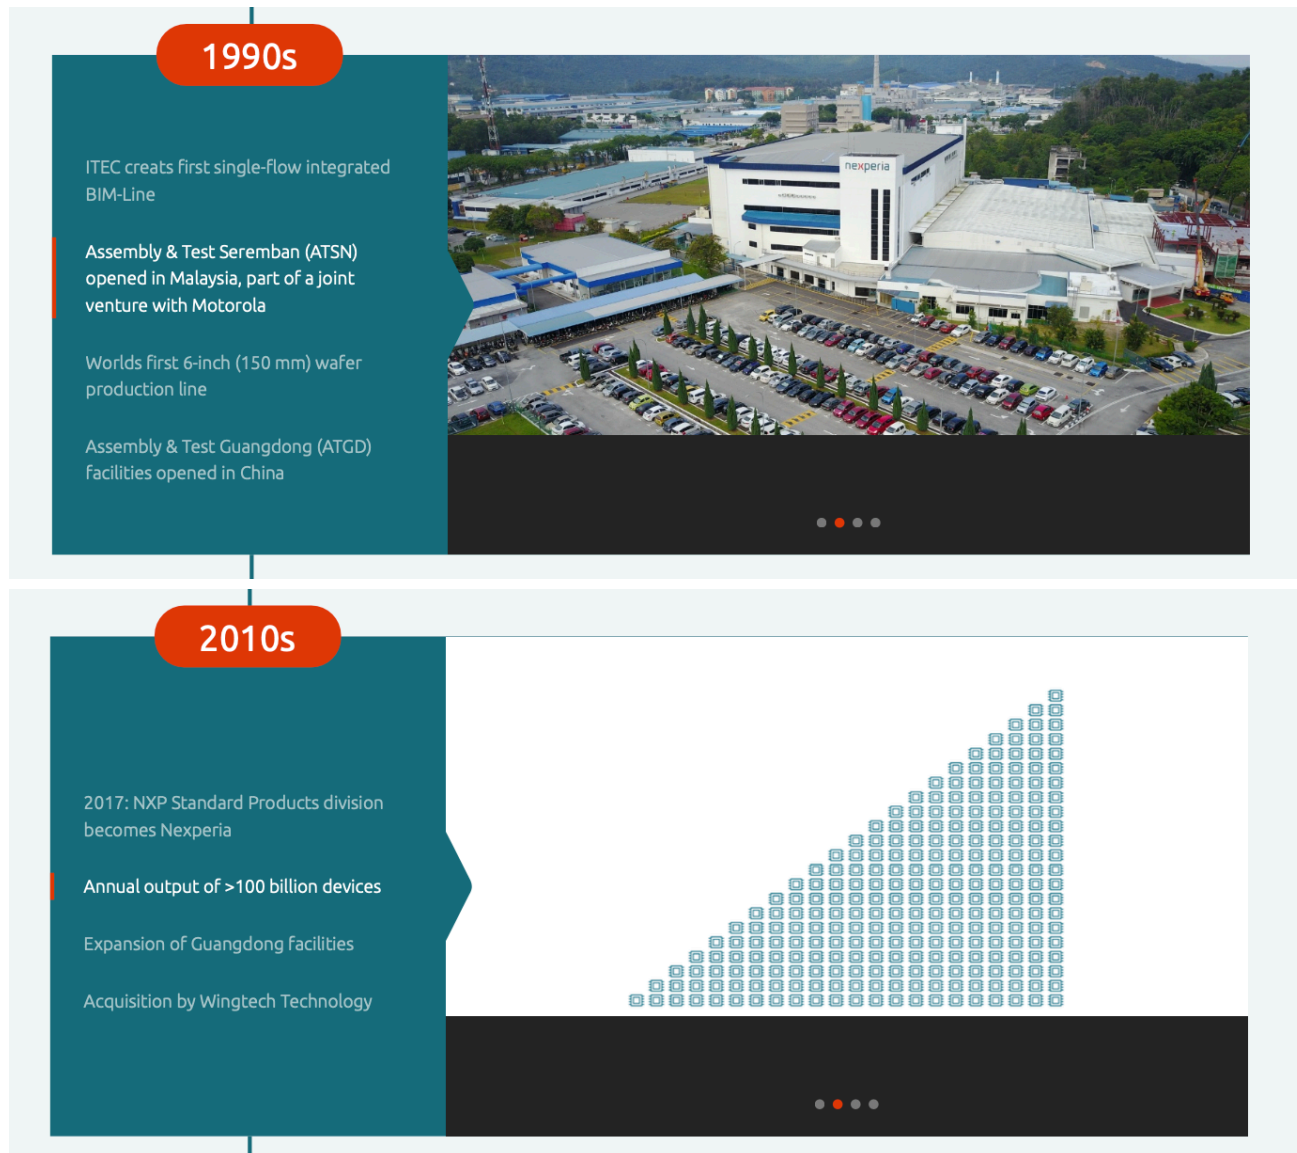 1990s
ITEC creats first single-flow integrated
BIM-Line
Assembly & Test Seremban (ATSN)
opened in Malaysia, part of a joint
venture with Motorola
Worlds first 6-inch (150 mm) wafer
production line
Assembly & Test Guangdong (ATGD)
facilities opened in China
nexperia
2010s
2017: NXP Standard Products division
becomes Nexperia
Annual output of >100 billion devices
Expansion of Guangdong facilities
Acquisition by Wingtech Technology